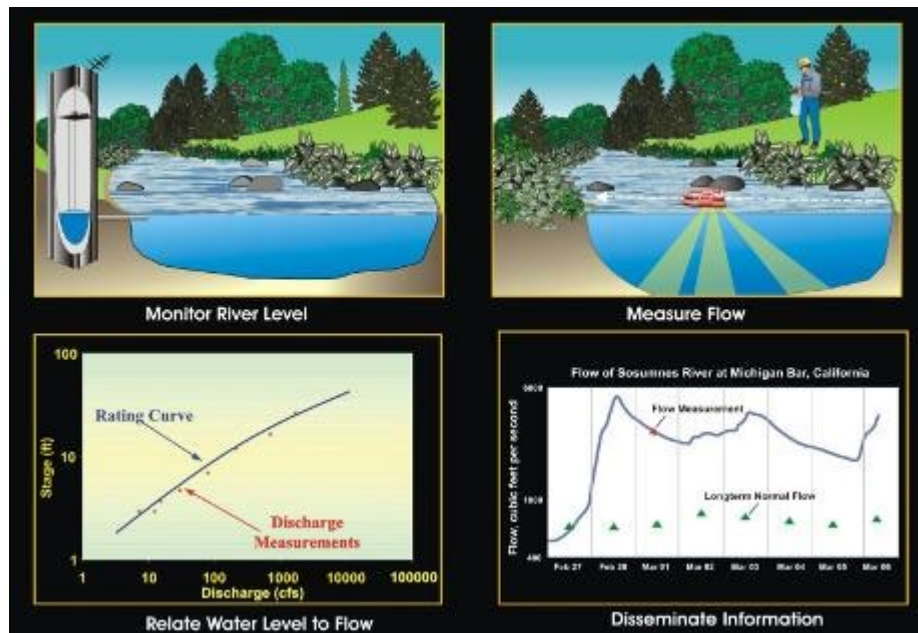 Monitor River Level
Measure Flow
100
10
1
Stage (ft)
Rating Curve
Discharge
Measurements
1 10 100 1000 10000 100000
Discharge (cfs)
Relate Water Level to Flow
Flow of Sosumnes River at Michigan Bar, California
6000
1000
400
Flow, cubic feet per second
Flow Measurement
Longterm Normal Flow
Feb 27 Feb 28 Mar 01 Mar 02 Mar 03 Mar 04 Mar 05 Mar 06
Disseminate Information